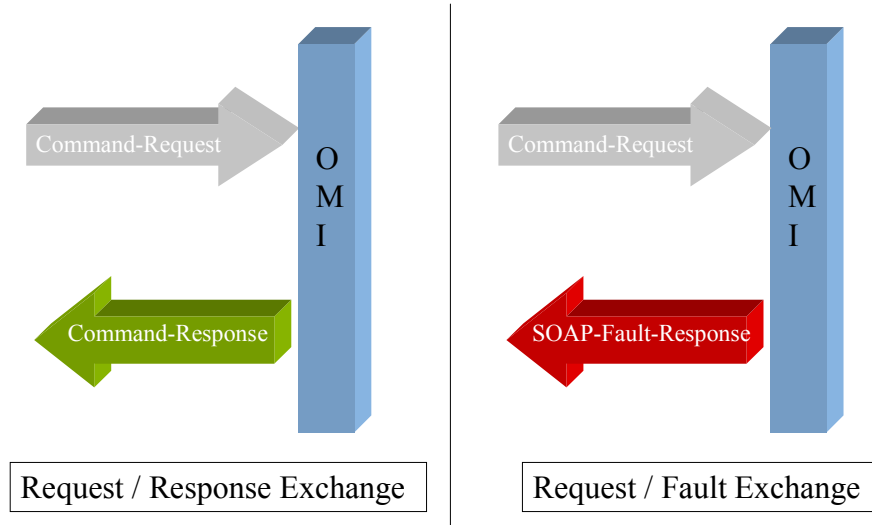 Command-Request
O
M
I
Command-Response
Request / Response Exchange
Command-Request
O
M
I
SOAP-Fault-Response
Request / Fault Exchange